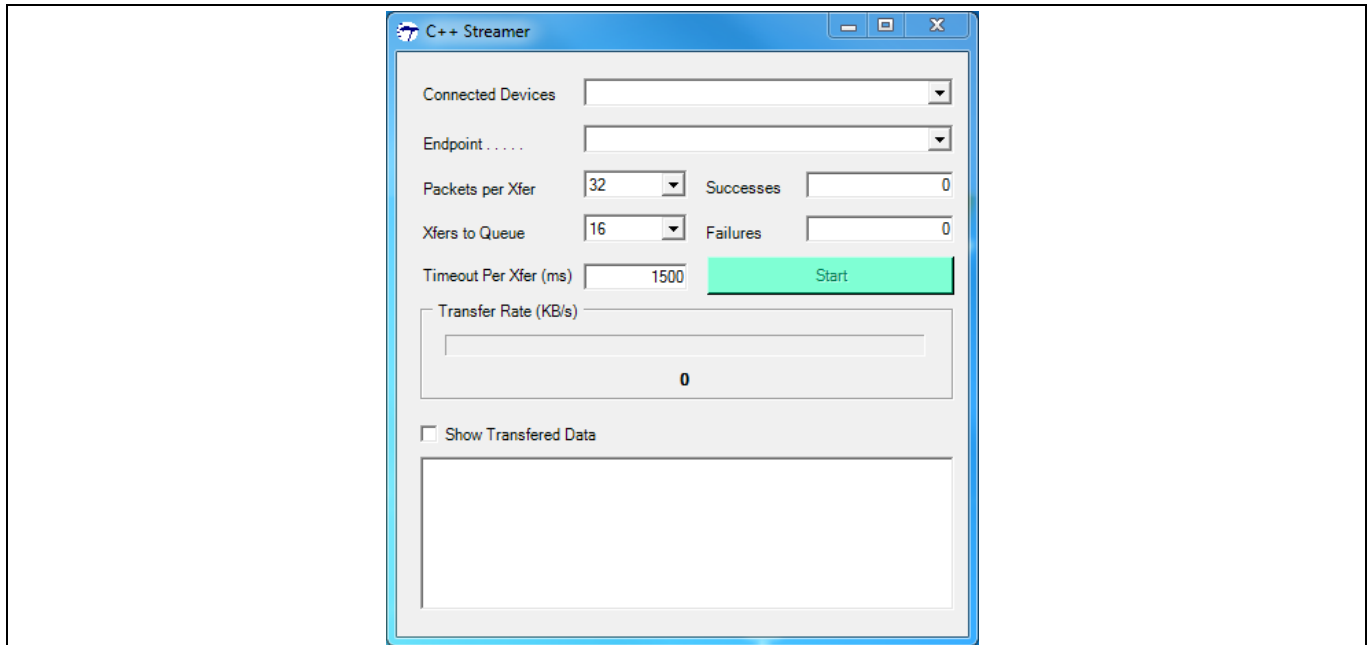 C++ Streamer
Connected Devices
Endpoint . . . . .
Packets per Xfer 32 Successes 0
Xfers to Queue 16 Failures 0
Timeout Per Xfer (ms) 1500 Start
Transfer Rate (KB/s)
0
Show Transfered Data